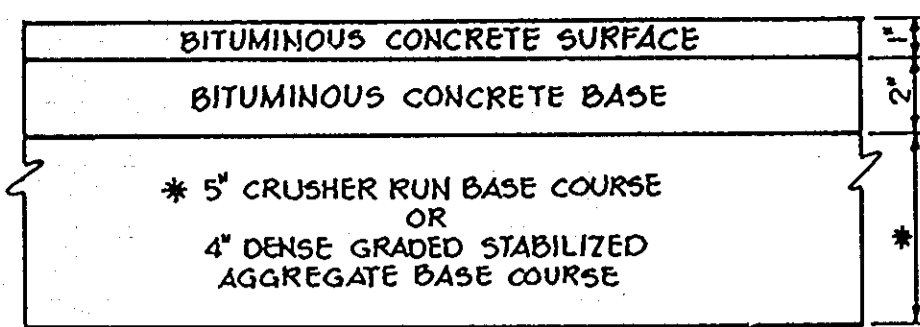 BITUMINOUS CONCRETE SURFACE
1"
BITUMINOUS CONCRETE BASE
2"
* 5" CRUSHER RUN BASE COURSE
OR
4" DENSE GRADED STABILIZED
AGGREGATE BASE COURSE
*